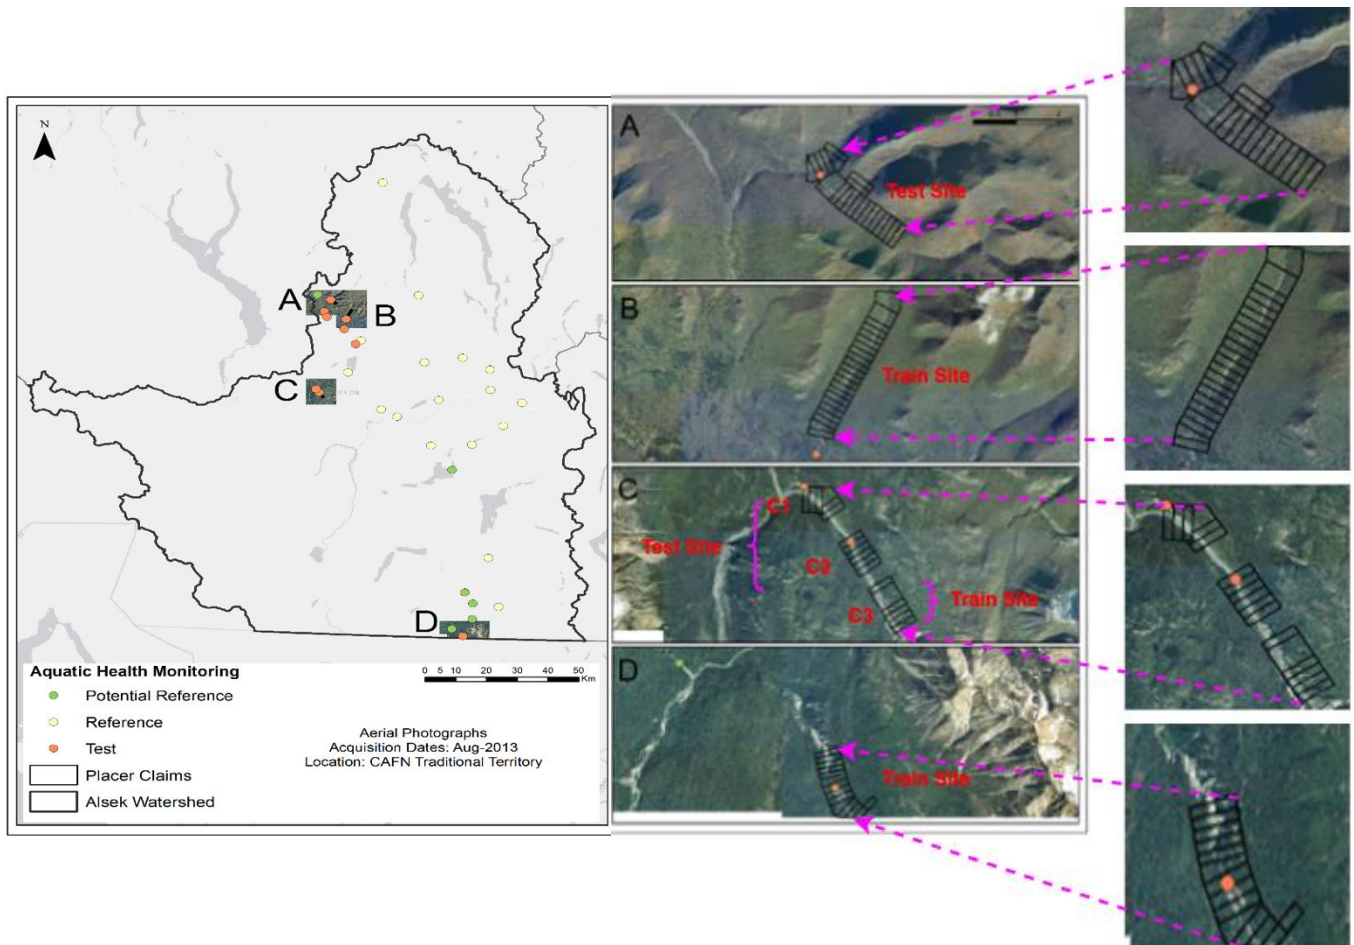 N
A
B
C
D
YUKON
Aquatic Health Monitoring
Potential Reference
Reference
Test
Placer Claims
Alsek Watershed
0 5 10 20 30 40 50
Km
Aerial Photographs
Acquisition Dates: Aug-2013
Location: CAFN Traditional Territory
A
Test Site
B
Train Site
C
C1
Test Site
C2
C3
Train Site
D
Train Site